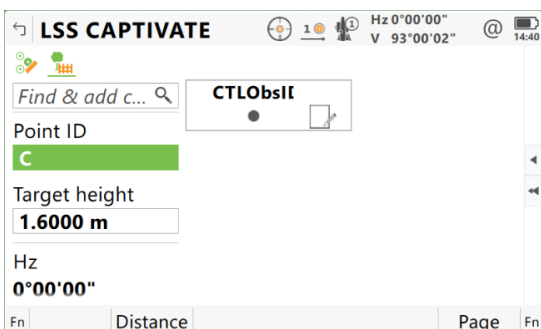 LSS CAPTIVATE
1
1
Hz 0°00'00"
V 93°00'02"
@
14:40
Find & add c...
CTLObsI
Point ID
C
Target height
1.6000 m
Hz
0°00'00"
Fn Distance Page Fn